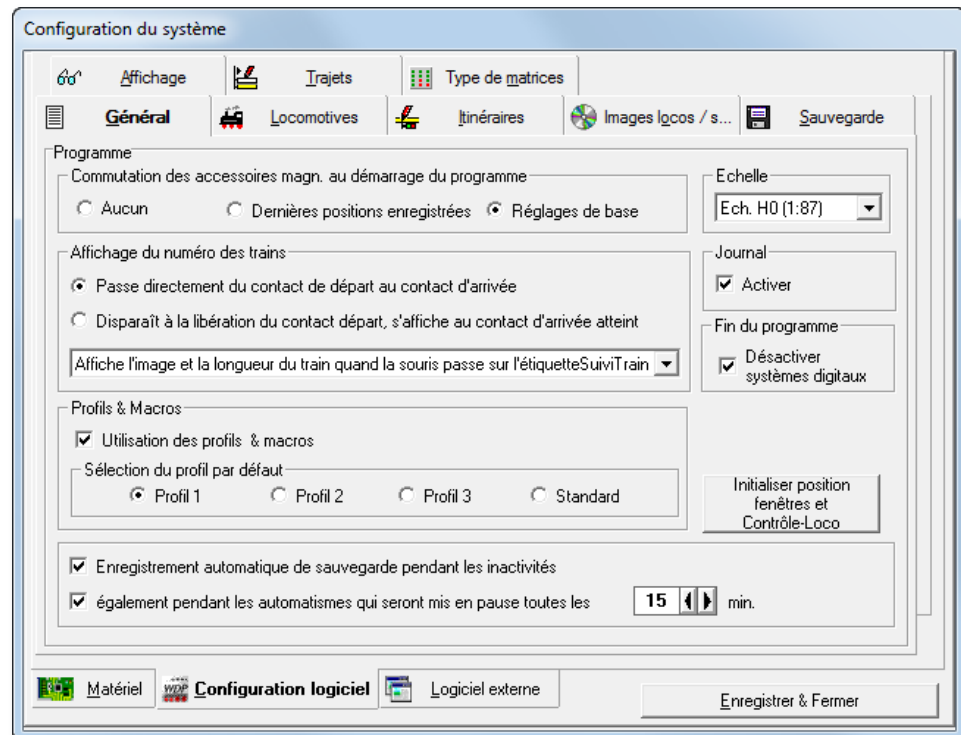 Configuration du système
Affichage
Trajets
Type de matrices
Général
Locomotives
Itinéraires
Images locos / s...
Sauvegarde
Programme
Commutation des accessoires magn. au démarrage du programme
Aucun
Dernières positions enregistrées
Réglages de base
Echelle
Ech. H0 (1:87)
Affichage du numéro des trains
Passe directement du contact de départ au contact d'arrivée
Disparaît à la libération du contact départ, s'affiche au contact d'arrivée atteint
Affiche l'image et la longueur du train quand la souris passe sur l'étiquetteSuiviTrain
Journal
Activer
Fin du programme
Désactiver
systèmes digitaux
Profils & Macros
Utilisation des profils & macros
Sélection du profil par défaut
Profil 1
Profil 2
Profil 3
Standard
Initialiser position
fenêtres et
Contrôle-Loco
Enregistrement automatique de sauvegarde pendant les inactivités
également pendant les automatismes qui seront mis en pause toutes les
15
min.
Matériel
WDP
Configuration logiciel
Logiciel externe
Enregistrer & Fermer